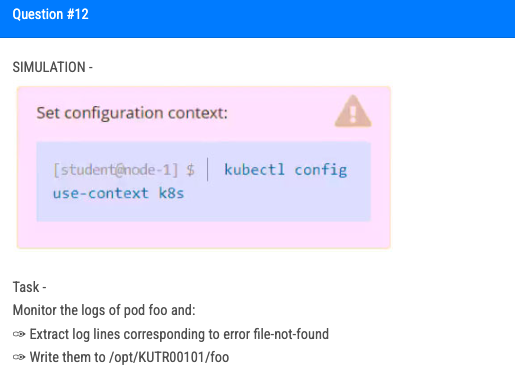 Question #12
SIMULATION -
Set configuration context:
[student@node-1] $ | kubectl config
use-context k8s
Task -
Monitor the logs of pod foo and:
✑ Extract log lines corresponding to error file-not-found
✑ Write them to /opt/KUTR00101/foo